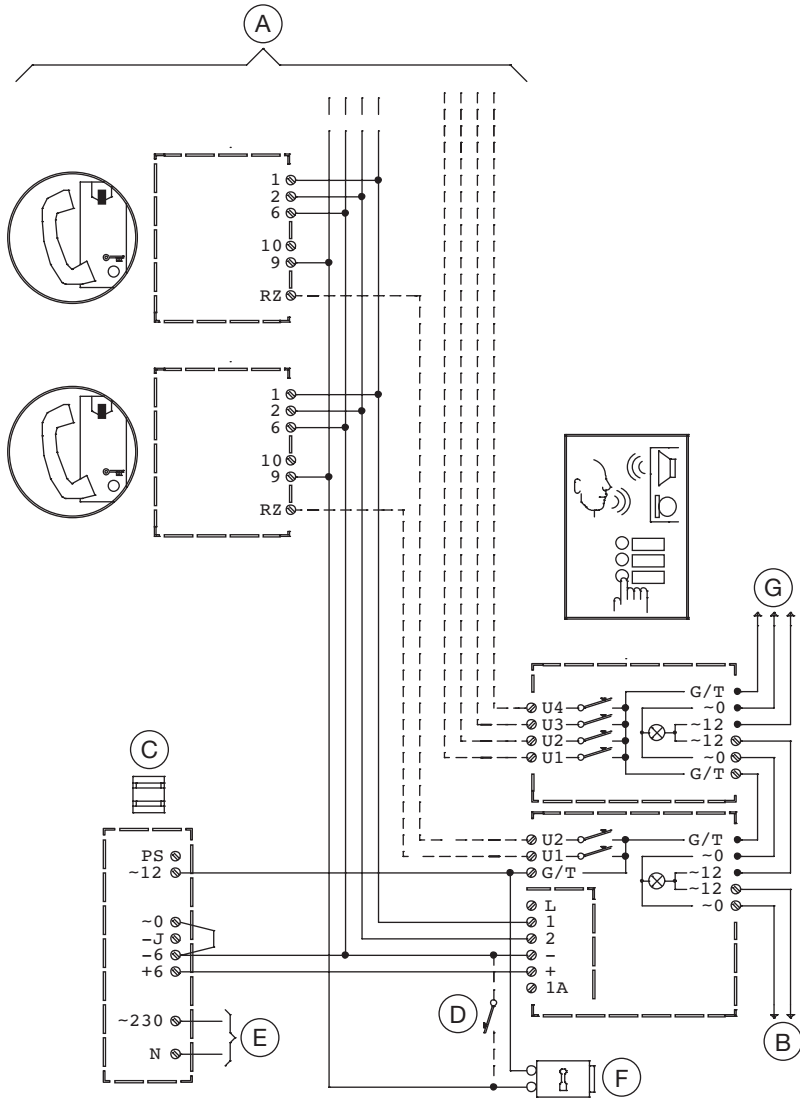 A
1
2
6
10
9
RZ
1
2
6
10
9
RZ
G
G/T
U4 ~0
U3 ~12
U2 ~12
U1 ~0
G/T
C
PS
~12
~0
-J
-6
+6
~230
N
E
U2 G/T
U1 ~0
G/T ~12
~12
L ~0
1
2
-
+
1A
D
B
F